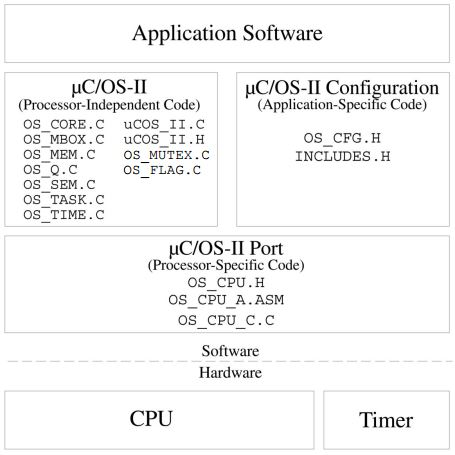 Application Software
µC/OS-II
(Processor-Independent Code)
OS_CORE.C uCOS_II.C
OS_MBOX.C uCOS_II.H
OS_MEM.C OS_MUTEX.C
OS_Q.C OS_FLAG.C
OS_SEM.C
OS_TASK.C
OS_TIME.C
µC/OS-II Configuration
(Application-Specific Code)
OS_CFG.H
INCLUDES.H
µC/OS-II Port
(Processor-Specific Code)
OS_CPU.H
OS_CPU_A.ASM
OS_CPU_C.C
Software
Hardware
CPU
Timer